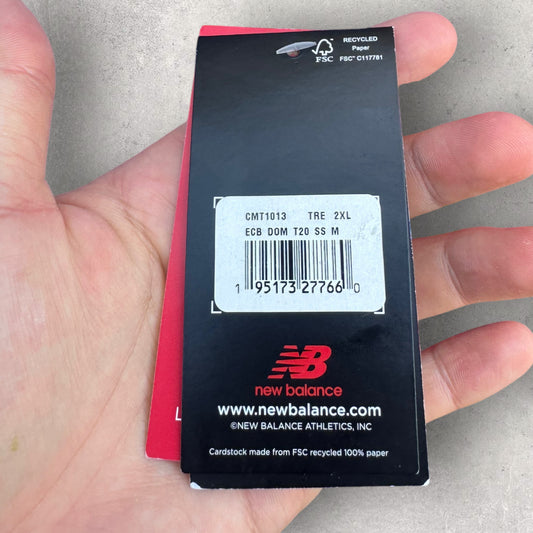 RECYCLED
Paper
FSC
FSC™ C117781
CMT1013 TRE 2XL
ECB DOM T20 SS M
1 95173 27766 0
NB
new balance
www.newbalance.com
©NEW BALANCE ATHLETICS, INC
Cardstock made from FSC recycled 100% paper
L